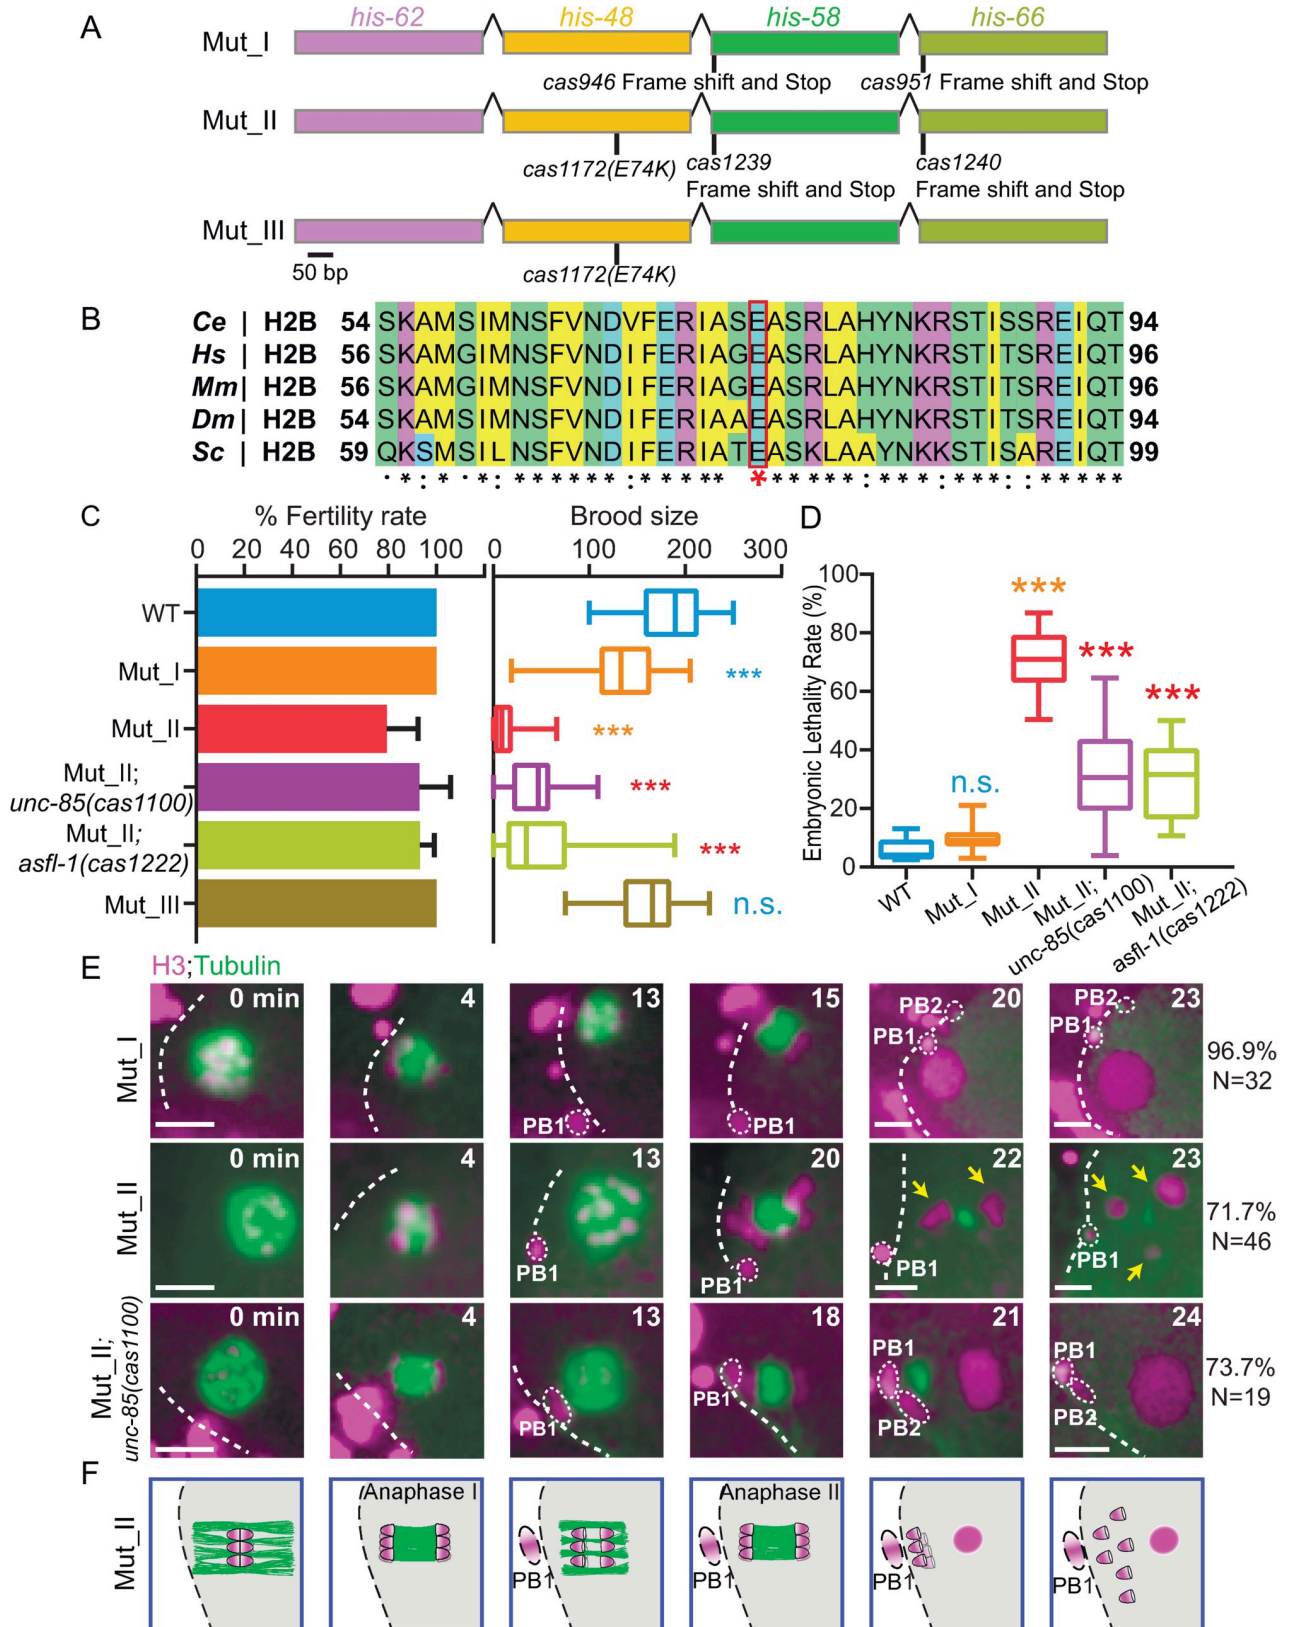 A
his-62 his-48 his-58 his-66
Mut_I
cas946 Frame shift and Stop cas951 Frame shift and Stop
Mut_II
cas1172(E74K) cas1239 cas1240
Frame shift and Stop Frame shift and Stop
Mut_III
50 bp
cas1172(E74K)
B
Ce | H2B 54 SKAMSIMNSFVNDVFERIASEASRLAHYNKRSTISSREIQT 94
Hs | H2B 56 SKAMGIMNSFVNDIFERIAGEASRLAHYNKRSTITSREIQT 96
Mm | H2B 56 SKAMGIMNSFVNDIFERIAGEASRLAHYNKRSTITSREIQT 96
Dm | H2B 54 SKAMSIMNSFVNDIFERIAAEASRLAHYNKRSTITSREIQT 94
Sc | H2B 59 QKSMSILNSFVNDIFERIATEASKLAAYNKKSTISAREIQT 99
C
% Fertility rate Brood size
0 20 40 60 80 100 0 100 200 300
WT
Mut_I ***
Mut_II ***
Mut_II;
unc-85(cas1100) ***
Mut_II;
asfl-1(cas1222) ***
Mut_III n.s.
D
Embryonic Lethality Rate (%)
100
80
60
40
20
0
n.s. *** *** ***
WT
Mut_I
Mut_II
Mut_II;
unc-85(cas1100)
Mut_II;
asfl-1(cas1222)
E
H3;Tubulin
Mut_I
0 min 4 13 15 20 23
PB1 PB1 PB2 PB1 PB2 PB1
96.9%
N=32
Mut_II
0 min 4 13 20 22 23
PB1 PB1 PB1 PB1
71.7%
N=46
Mut_II;
unc-85(cas1100)
0 min 4 13 18 21 24
PB1 PB1 PB1 PB2 PB1 PB2
73.7%
N=19
F
Mut_II
Anaphase I Anaphase II
PB1 PB1 PB1 PB1